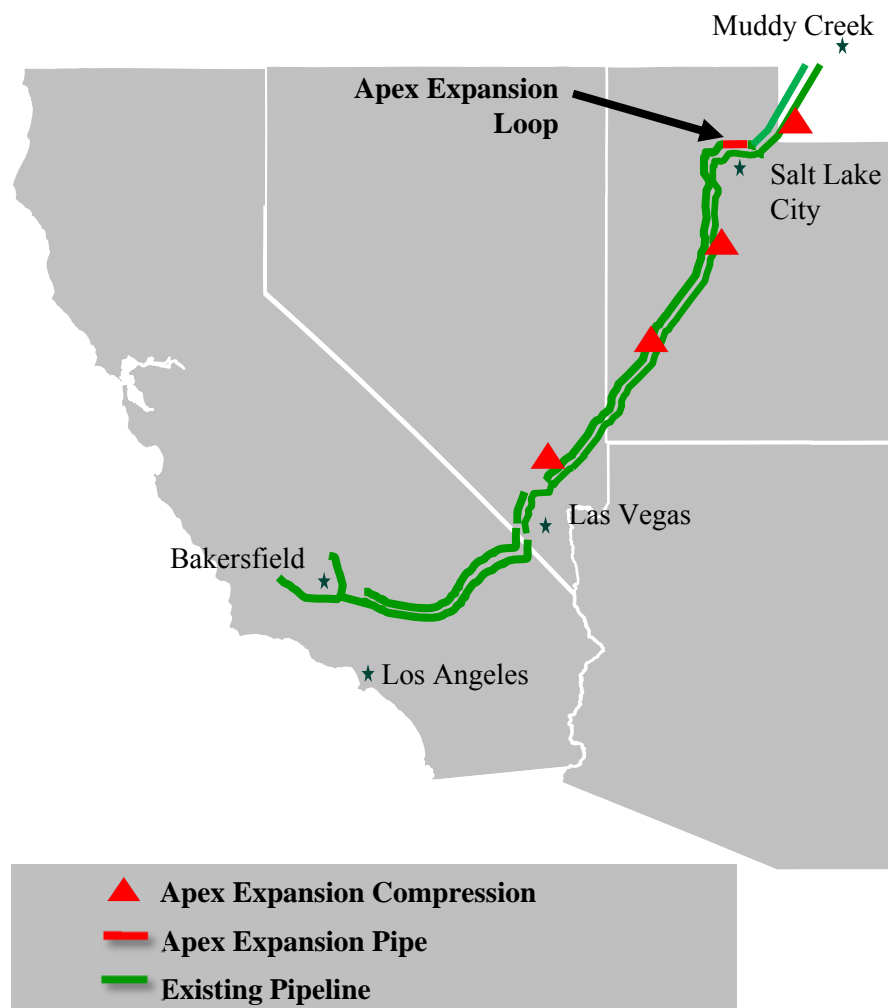 Muddy Creek
Apex Expansion
Loop
Salt Lake
City
Las Vegas
Bakersfield
Los Angeles
Apex Expansion Compression
Apex Expansion Pipe
Existing Pipeline